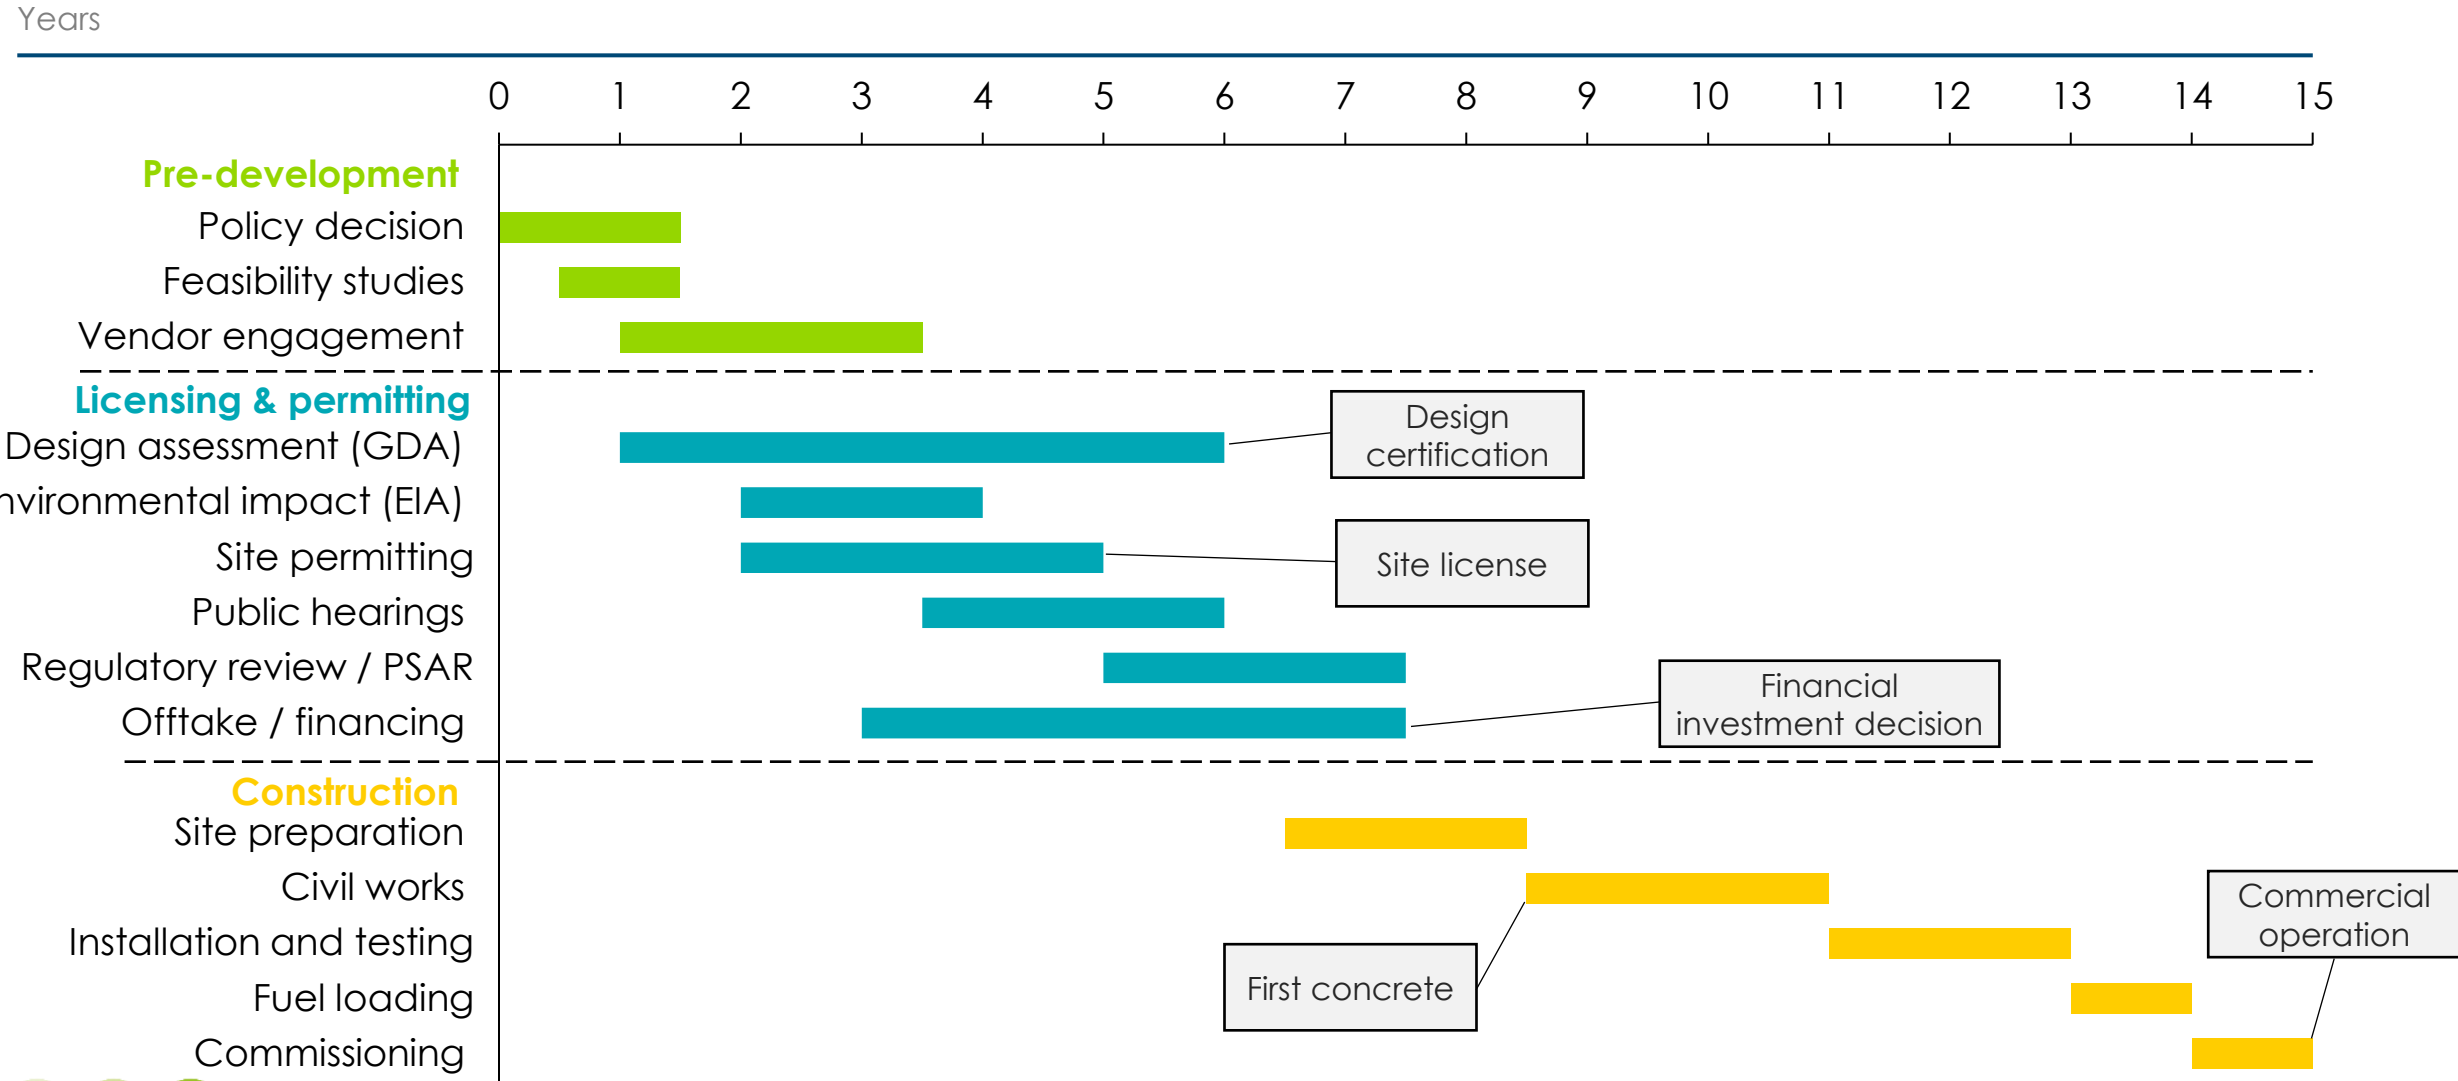 Years
0 1 2 3 4 5 6 7 8 9 10 11 12 13 14 15
Pre-development
Policy decision
Feasibility studies
Vendor engagement
Licensing & permitting
Design assessment (GDA)
Design
certification
nvironmental impact (EIA)
Site permitting
Site license
Public hearings
Regulatory review / PSAR
Offtake / financing
Financial
investment decision
Construction
Site preparation
Civil works
Installation and testing
Commercial
operation
First concrete
Fuel loading
Commissioning